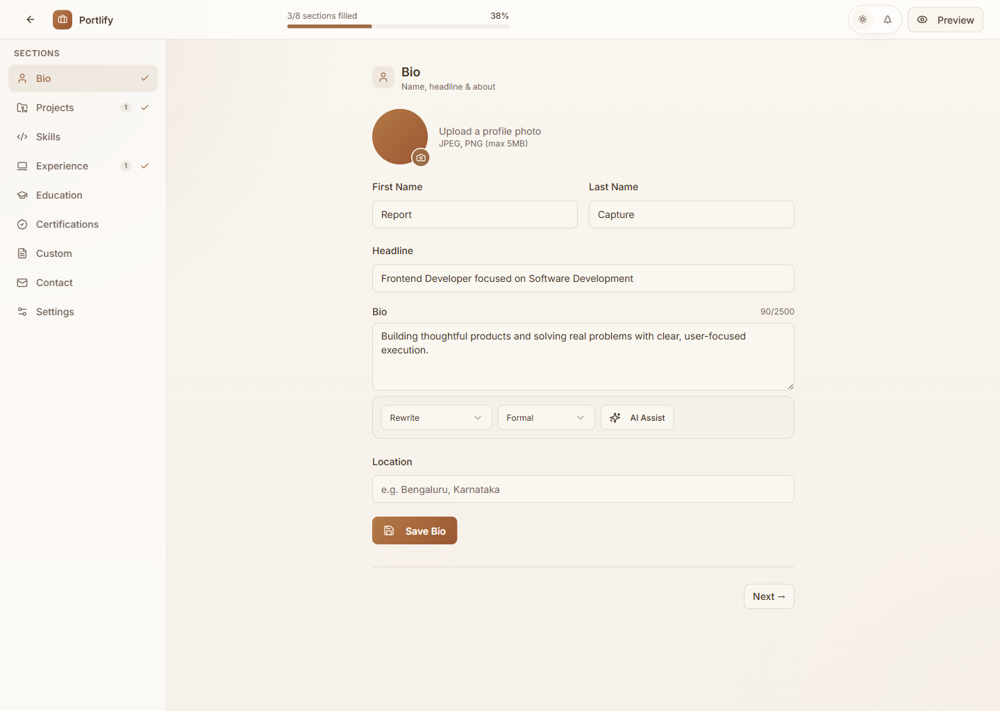 Portlify
3/8 sections filled
38%
Preview
SECTIONS
Bio
Projects
1
Skills
Experience
1
Education
Certifications
Custom
Contact
Settings
Bio
Name, headline & about
Upload a profile photo
JPEG, PNG (max 5MB)
First Name
Last Name
Report
Capture
Headline
Frontend Developer focused on Software Development
Bio
90/2500
Building thoughtful products and solving real problems with clear, user-focused
execution.
Rewrite
Formal
AI Assist
Location
e.g. Bengaluru, Karnataka
Save Bio
Next →